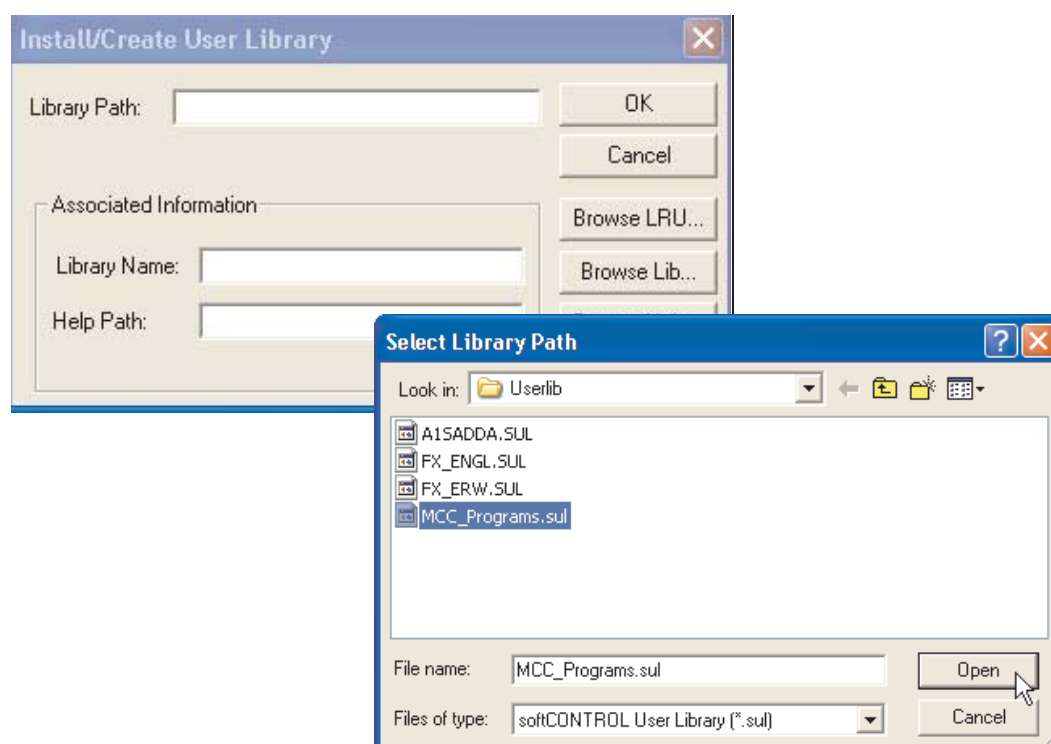 Install/Create User Library
Library Path:
OK
Cancel
Associated Information
Browse LRU...
Library Name:
Browse Lib...
Help Path:
Select Library Path
Look in: Userlib
A1SADDA.SUL
FX_ENGL.SUL
FX_ERW.SUL
MCC_Programs.sul
File name: MCC_Programs.sul
Open
Files of type: softCONTROL User Library (*.sul)
Cancel